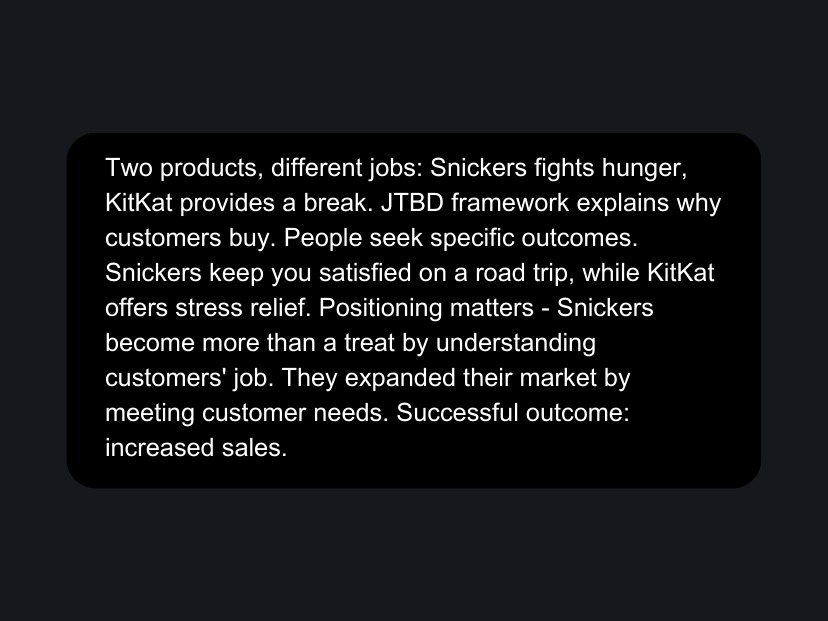 Two products, different jobs: Snickers fights hunger,
KitKat provides a break. JTBD framework explains why
customers buy. People seek specific outcomes.
Snickers keep you satisfied on a road trip, while KitKat
offers stress relief. Positioning matters - Snickers
become more than a treat by understanding
customers' job. They expanded their market by
meeting customer needs. Successful outcome:
increased sales.